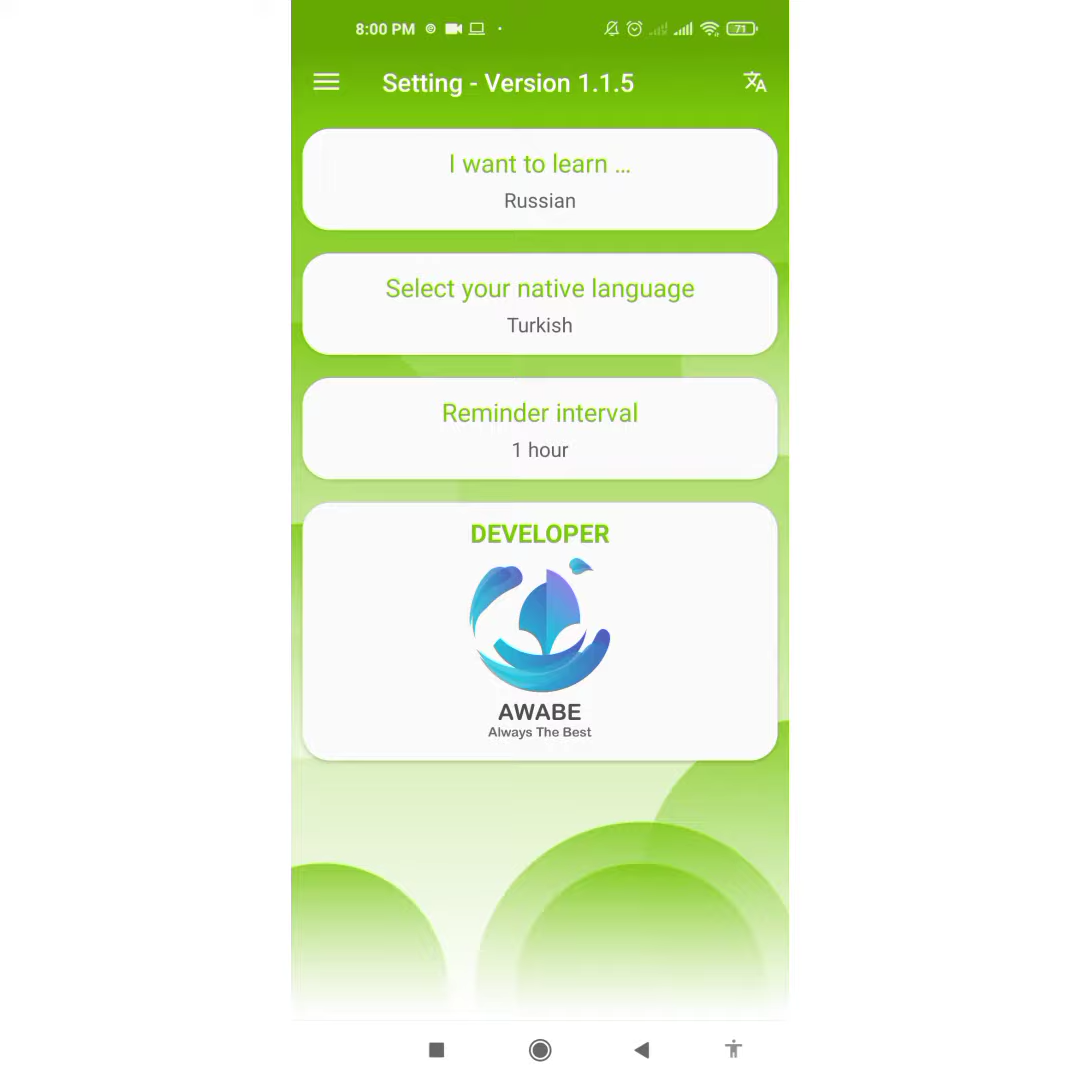 8:00 PM
71
Setting - Version 1.1.5
I want to learn ...
Russian
Select your native language
Turkish
Reminder interval
1 hour
DEVELOPER
AWABE
Always The Best